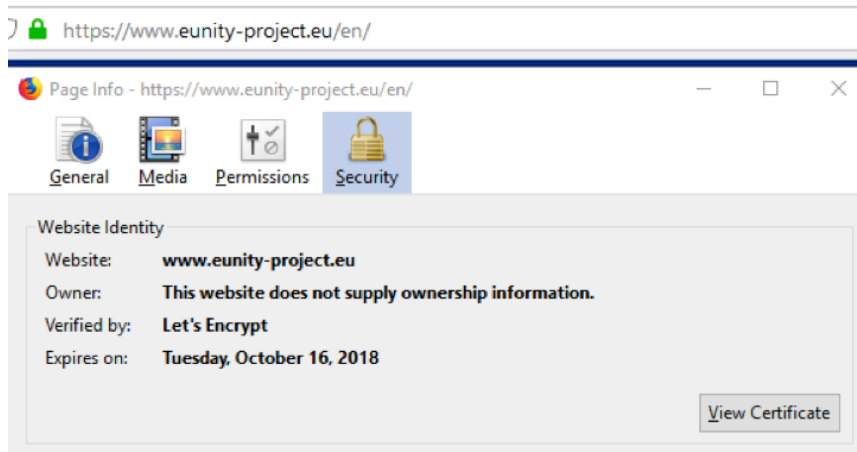 https://www.eunity-project.eu/en/
Page Info - https://www.eunity-project.eu/en/
General Media Permissions Security
Website Identity
Website: www.eunity-project.eu
Owner: This website does not supply ownership information.
Verified by: Let's Encrypt
Expires on: Tuesday, October 16, 2018
View Certificate